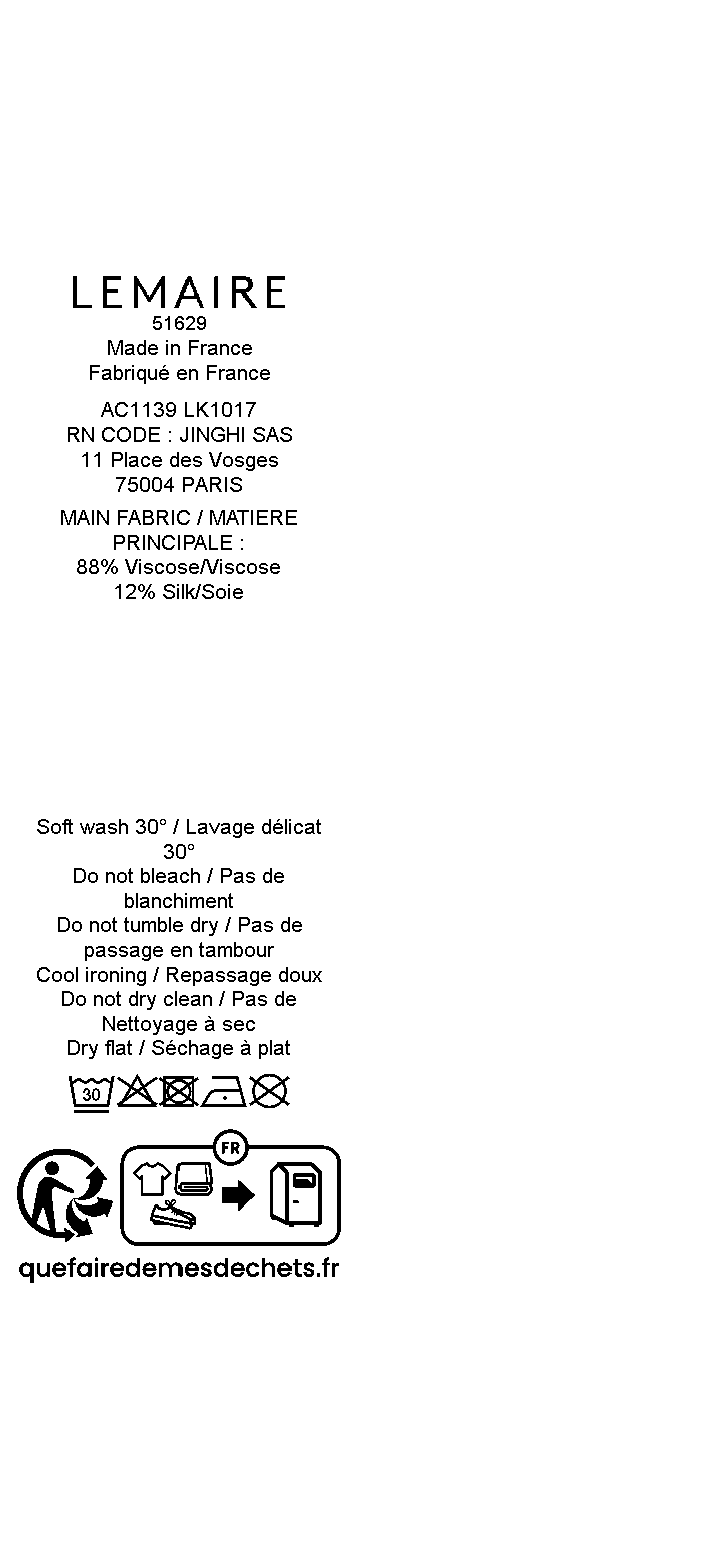 LEMAIRE
51629
Made in France
Fabriqué en France
AC1139 LK1017
RN CODE : JINGHI SAS
11 Place des Vosges
75004 PARIS
MAIN FABRIC / MATIERE
PRINCIPALE :
88% Viscose/Viscose
12% Silk/Soie
Soft wash 30° / Lavage délicat
30°
Do not bleach / Pas de
blanchiment
Do not tumble dry / Pas de
passage en tambour
Cool ironing / Repassage doux
Do not dry clean / Pas de
Nettoyage à sec
Dry flat / Séchage à plat
30
FR
quefairedemesdechets.fr